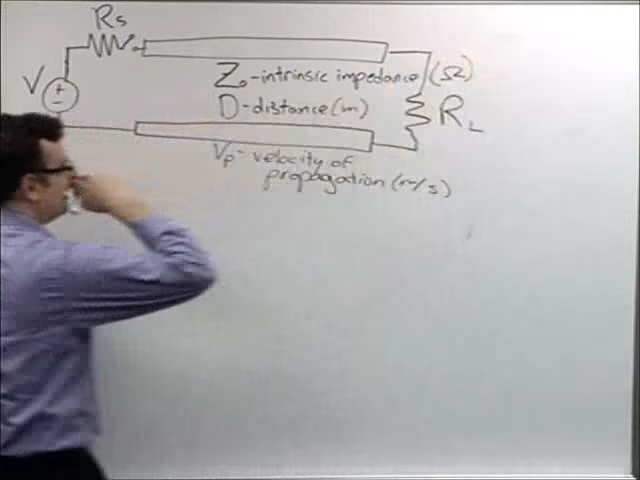 Rs
V
+
-
Zo - intrinsic impedance (Ω)
D - distance (m)
RL
Vp - velocity of
propagation (m/s)